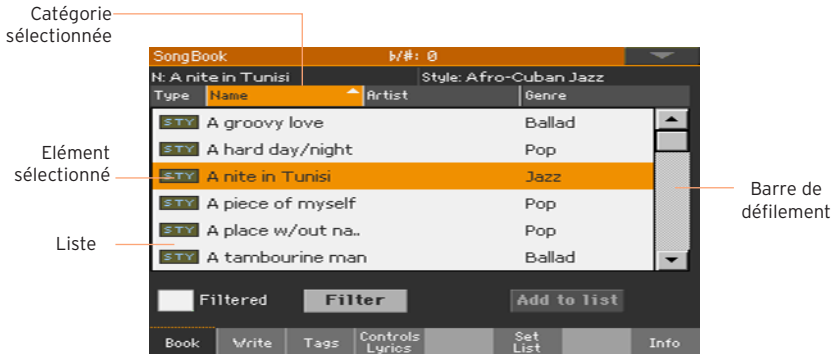 Catégorie
sélectionnée
SongBook b/#: 0
N: A nite in Tunisi Style: Afro-Cuban Jazz
Type Name Artist Genre
STY A groovy love Ballad
STY A hard day/night Pop
Elément
sélectionné
STY A nite in Tunisi Jazz
Barre de
défilement
STY A piece of myself Pop
STY A place w/out na.. Pop
Liste
STY A tambourine man Ballad
Filtered Filter Add to list
Book Write Tags Controls Lyrics Set List Info